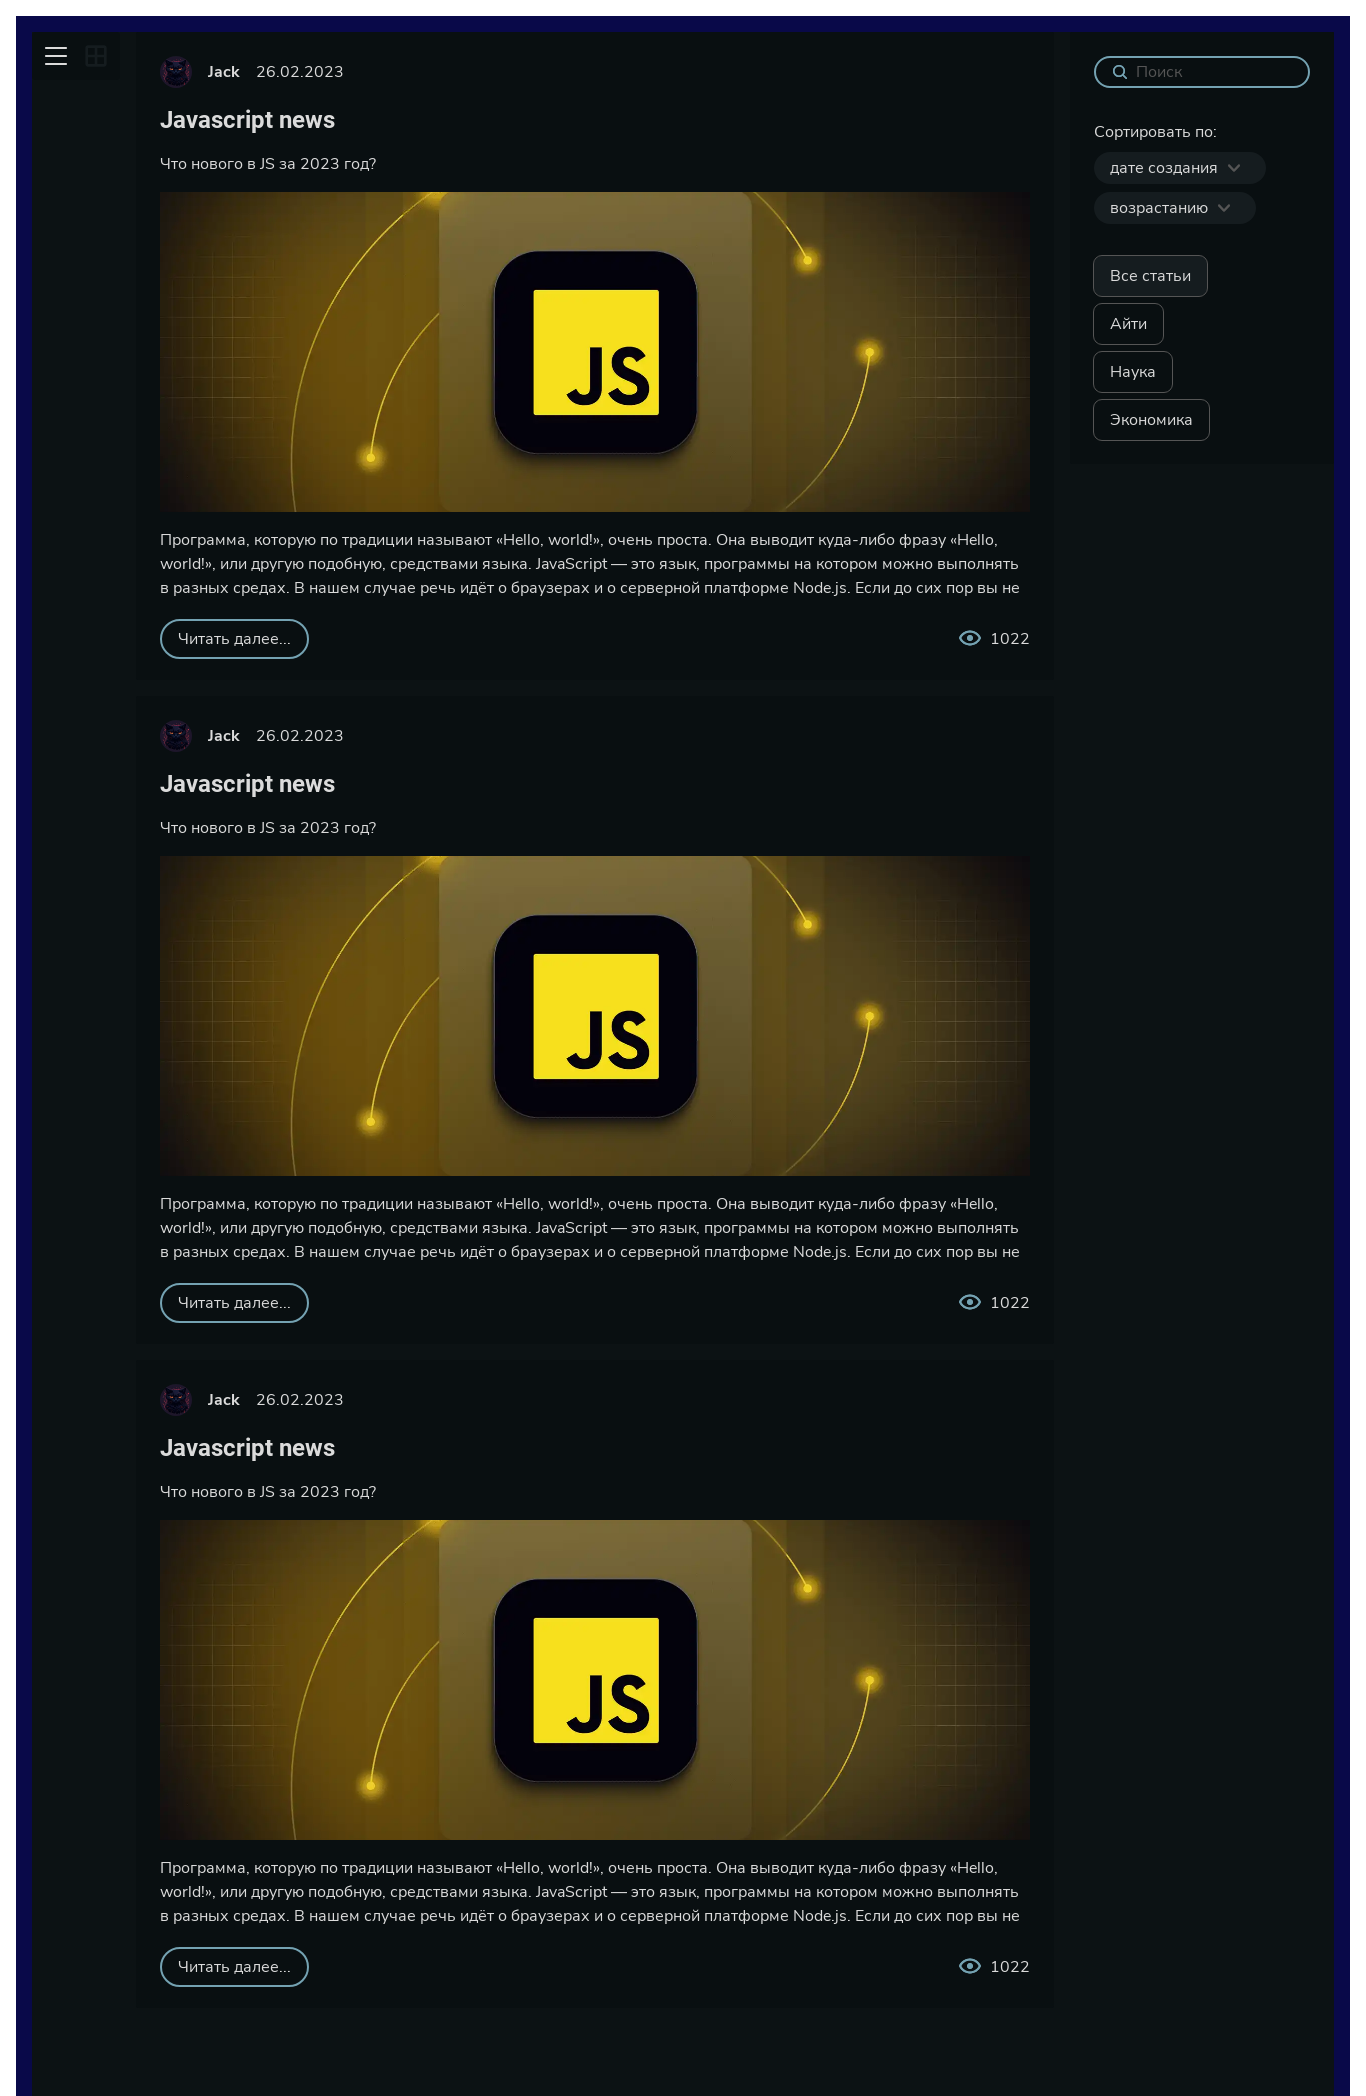 Jack 26.02.2023
Javascript news
Что нового в JS за 2023 год?
JS
Программа, которую по традиции называют «Hello, world!», очень проста. Она выводит куда-либо фразу «Hello,
world!», или другую подобную, средствами языка. JavaScript — это язык, программы на котором можно выполнять
в разных средах. В нашем случае речь идёт о браузерах и о серверной платформе Node.js. Если до сих пор вы не
Читать далее...
1022
Jack 26.02.2023
Javascript news
Что нового в JS за 2023 год?
JS
Программа, которую по традиции называют «Hello, world!», очень проста. Она выводит куда-либо фразу «Hello,
world!», или другую подобную, средствами языка. JavaScript — это язык, программы на котором можно выполнять
в разных средах. В нашем случае речь идёт о браузерах и о серверной платформе Node.js. Если до сих пор вы не
Читать далее...
1022
Jack 26.02.2023
Javascript news
Что нового в JS за 2023 год?
JS
Программа, которую по традиции называют «Hello, world!», очень проста. Она выводит куда-либо фразу «Hello,
world!», или другую подобную, средствами языка. JavaScript — это язык, программы на котором можно выполнять
в разных средах. В нашем случае речь идёт о браузерах и о серверной платформе Node.js. Если до сих пор вы не
Читать далее...
1022
Поиск
Сортировать по:
дате создания
возрастанию
Все статьи
Айти
Наука
Экономика